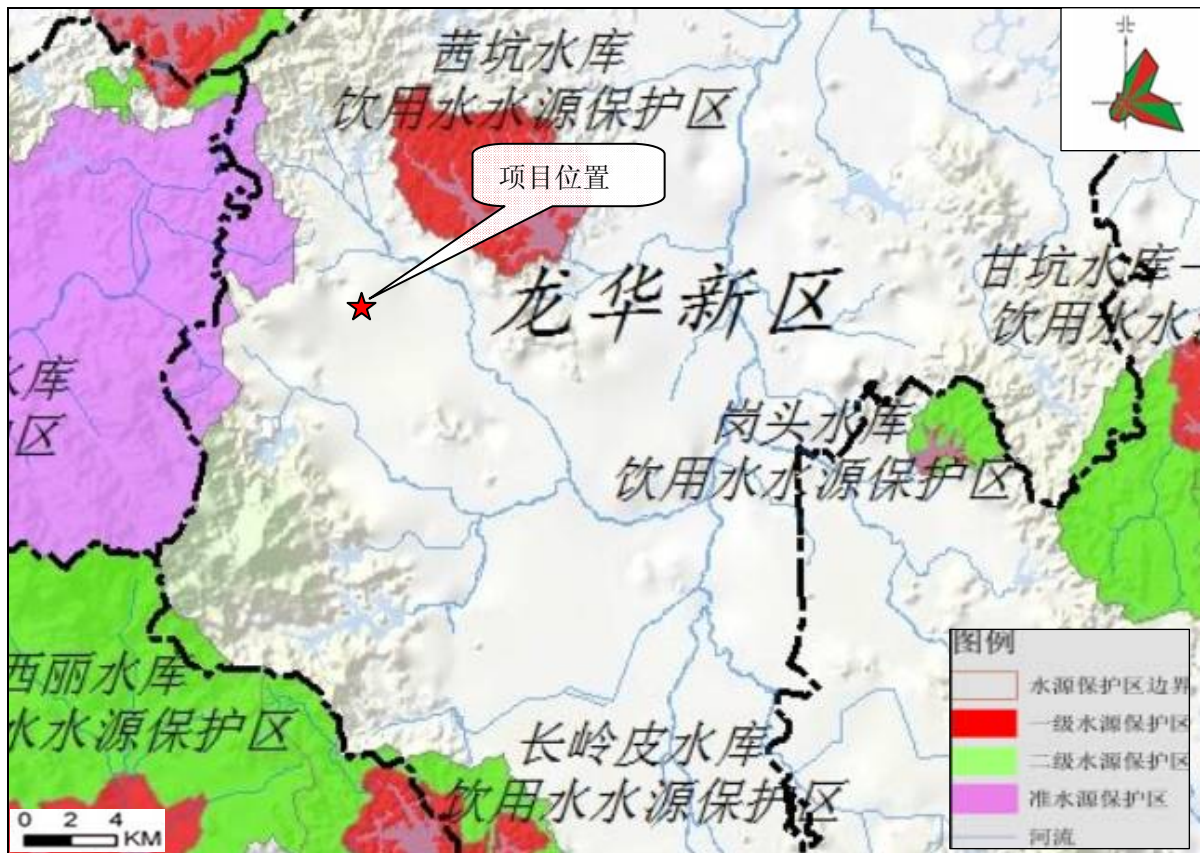 北
茜坑水库
饮用水水源保护区
项目位置
龙华新区
甘坑水库一
饮用水水
水库
区
岗头水库
饮用水水源保护区
西丽水库
水水源保护区
长岭皮水库
饮用水水源保护区
图例
水源保护区边界
一级水源保护区
二级水源保护区
准水源保护区
河流
0 2 4
KM